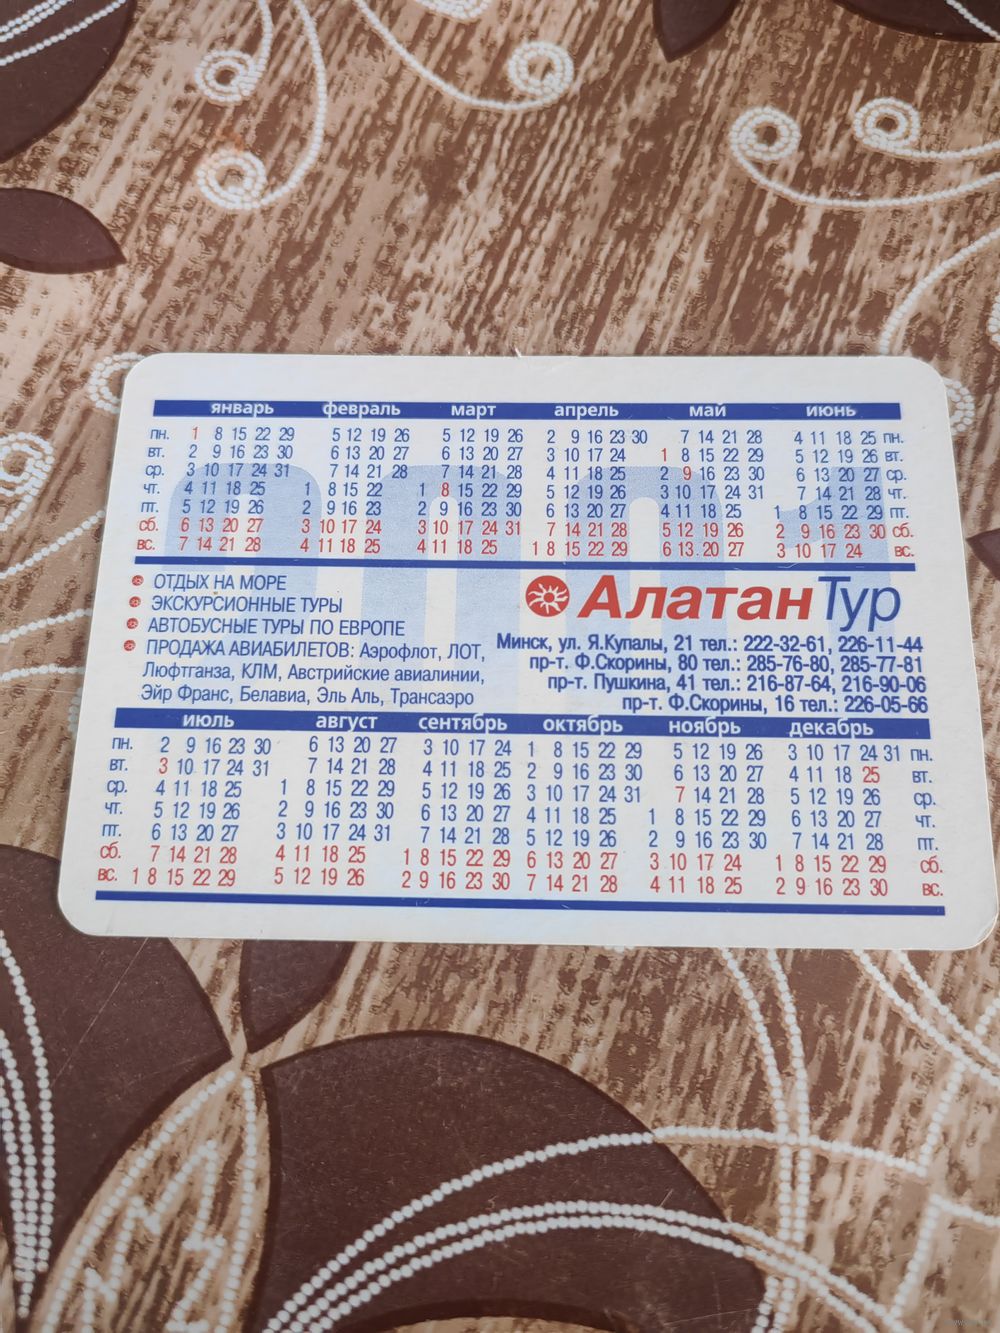 январь февраль март апрель май июнь
пн. 1 8 15 22 29 5 12 19 26 5 12 19 26 2 9 16 23 30 7 14 21 28 4 11 18 25 пн.
вт. 2 9 16 23 30 6 13 20 27 6 13 20 27 3 10 17 24 1 8 15 22 29 5 12 19 26 вт.
ср. 3 10 17 24 31 7 14 21 28 7 14 21 28 4 11 18 25 2 9 16 23 30 6 13 20 27 ср.
чт. 4 11 18 25 1 8 15 22 1 8 15 22 29 5 12 19 26 3 10 17 24 31 7 14 21 28 чт.
пт. 5 12 19 26 2 9 16 23 2 9 16 23 30 6 13 20 27 4 11 18 25 1 8 15 22 29 пт.
сб. 6 13 20 27 3 10 17 24 3 10 17 24 31 7 14 21 28 5 12 19 26 2 9 16 23 30 сб.
вс. 7 14 21 28 4 11 18 25 4 11 18 25 1 8 15 22 29 6 13 20 27 3 10 17 24 вс.
2001
ОТДЫХ НА МОРЕ
ЭКСКУРСИОННЫЕ ТУРЫ
АВТОБУСНЫЕ ТУРЫ ПО ЕВРОПЕ
ПРОДАЖА АВИАБИЛЕТОВ: Аэрофлот, ЛОТ,
Люфтганза, КЛМ, Австрийские авиалинии,
Эйр Франс, Белавиа, Эль Аль, Трансаэро
АлатанТур
Минск, ул. Я.Купалы, 21 тел.: 222-32-61, 226-11-44
пр-т. Ф.Скорины, 80 тел.: 285-76-80, 285-77-81
пр-т. Пушкина, 41 тел.: 216-87-64, 216-90-06
пр-т. Ф.Скорины, 16 тел.: 226-05-66
июль август сентябрь октябрь ноябрь декабрь
пн. 2 9 16 23 30 6 13 20 27 3 10 17 24 1 8 15 22 29 5 12 19 26 3 10 17 24 31 пн.
вт. 3 10 17 24 31 7 14 21 28 4 11 18 25 2 9 16 23 30 6 13 20 27 4 11 18 25 вт.
ср. 4 11 18 25 1 8 15 22 29 5 12 19 26 3 10 17 24 31 7 14 21 28 5 12 19 26 ср.
чт. 5 12 19 26 2 9 16 23 30 6 13 20 27 4 11 18 25 1 8 15 22 29 6 13 20 27 чт.
пт. 6 13 20 27 3 10 17 24 31 7 14 21 28 5 12 19 26 2 9 16 23 30 7 14 21 28 пт.
сб. 7 14 21 28 4 11 18 25 1 8 15 22 29 6 13 20 27 3 10 17 24 1 8 15 22 29 сб.
вс. 1 8 15 22 29 5 12 19 26 2 9 16 23 30 7 14 21 28 4 11 18 25 2 9 16 23 30 вс.